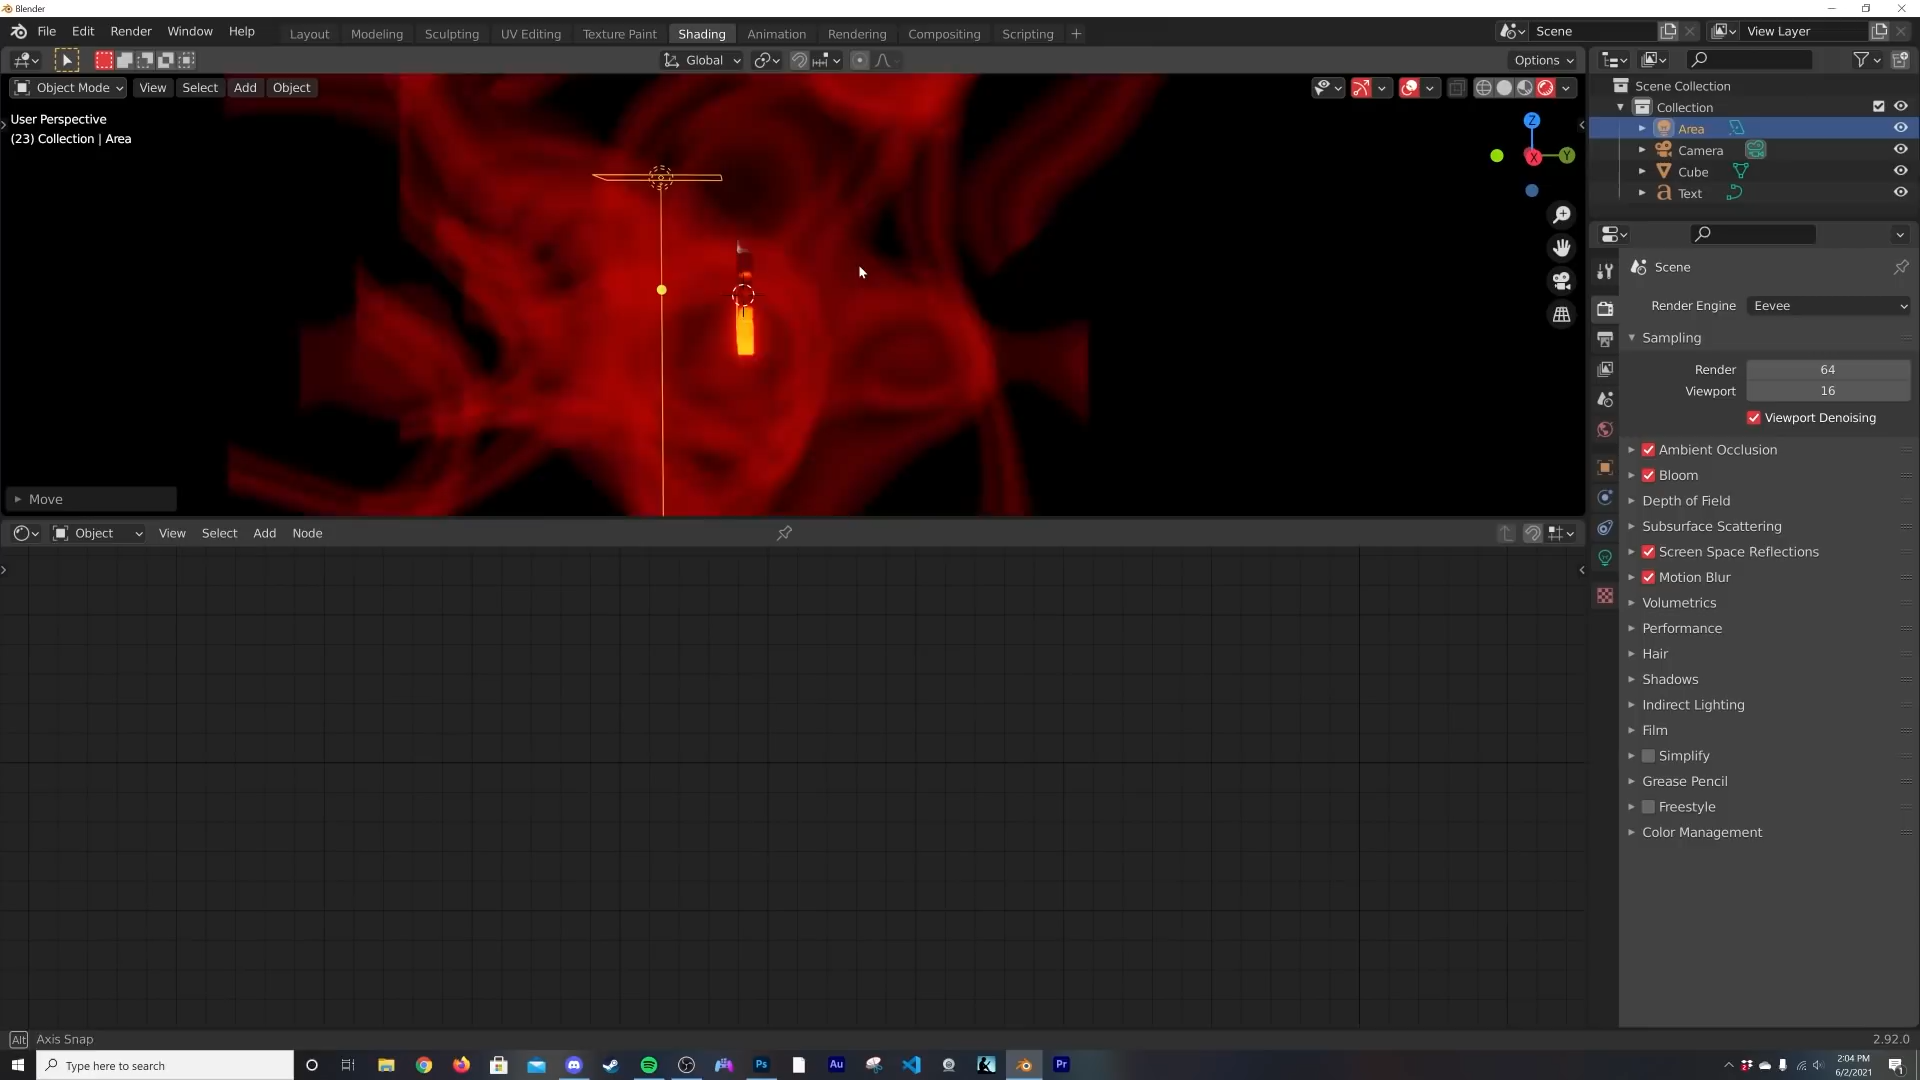 Blender
File Edit Render Window Help
Layout Modeling Sculpting UV Editing Texture Paint Shading Animation Rendering Compositing Scripting +
Scene
View Layer
Global
Options
Object Mode View Select Add Object
User Perspective
(23) Collection | Area
Z
X
Y
Move
Object View Select Add Node
Scene Collection
Collection
Area
Camera
Cube
Text
Scene
Render Engine Eevee
Sampling
Render 64
Viewport 16
Viewport Denoising
Ambient Occlusion
Bloom
Depth of Field
Subsurface Scattering
Screen Space Reflections
Motion Blur
Volumetrics
Performance
Hair
Shadows
Indirect Lighting
Film
Simplify
Grease Pencil
Freestyle
Color Management
Alt Axis Snap
2.92.0
Type here to search
Ps
Au
Pr
2:04 PM
6/2/2021